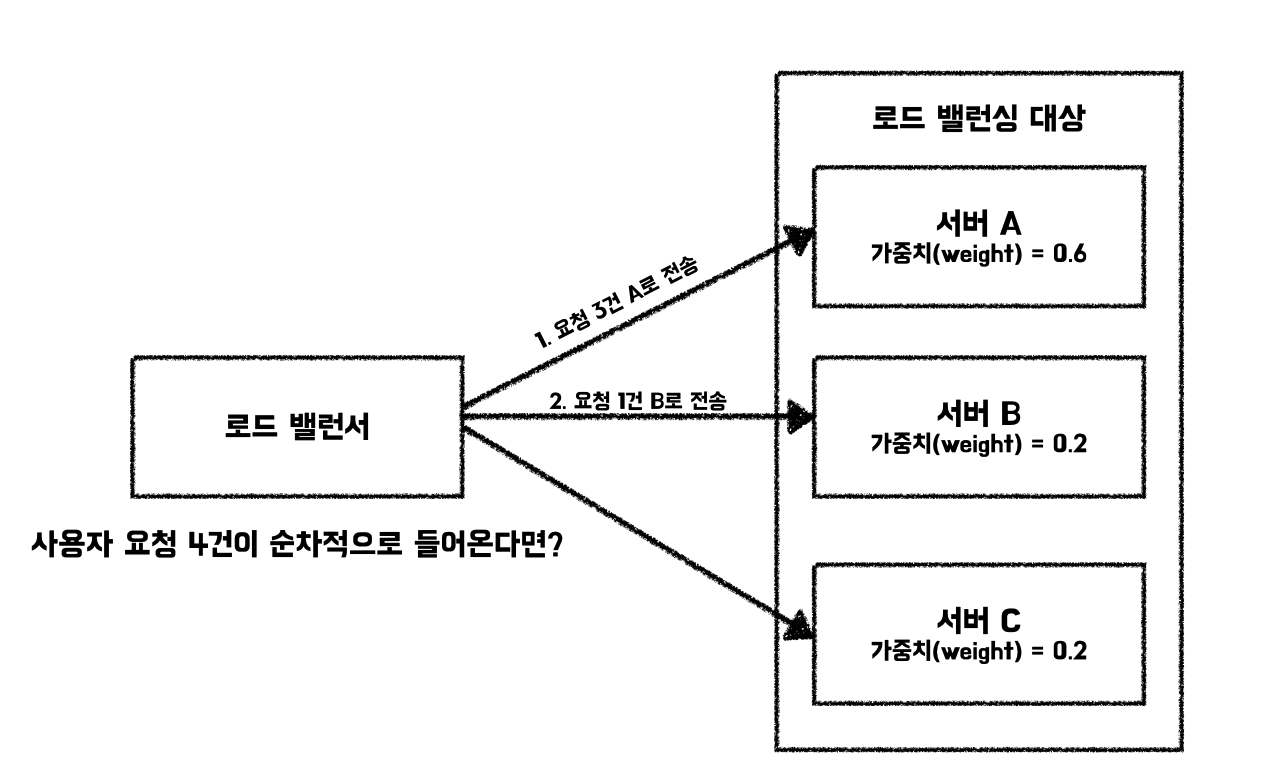 로드 밸런싱 대상
서버 A
가중치(weight) = 0.6
1. 요청 3건 A로 전송
2. 요청 1건 B로 전송
서버 B
가중치(weight) = 0.2
로드 밸런서
사용자 요청 4건이 순차적으로 들어온다면?
서버 C
가중치(weight) = 0.2